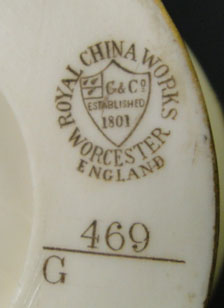 ROYAL CHINA WORKS
G & Co
ESTABLISHED
1801
WORCESTER
ENGLAND
469
G